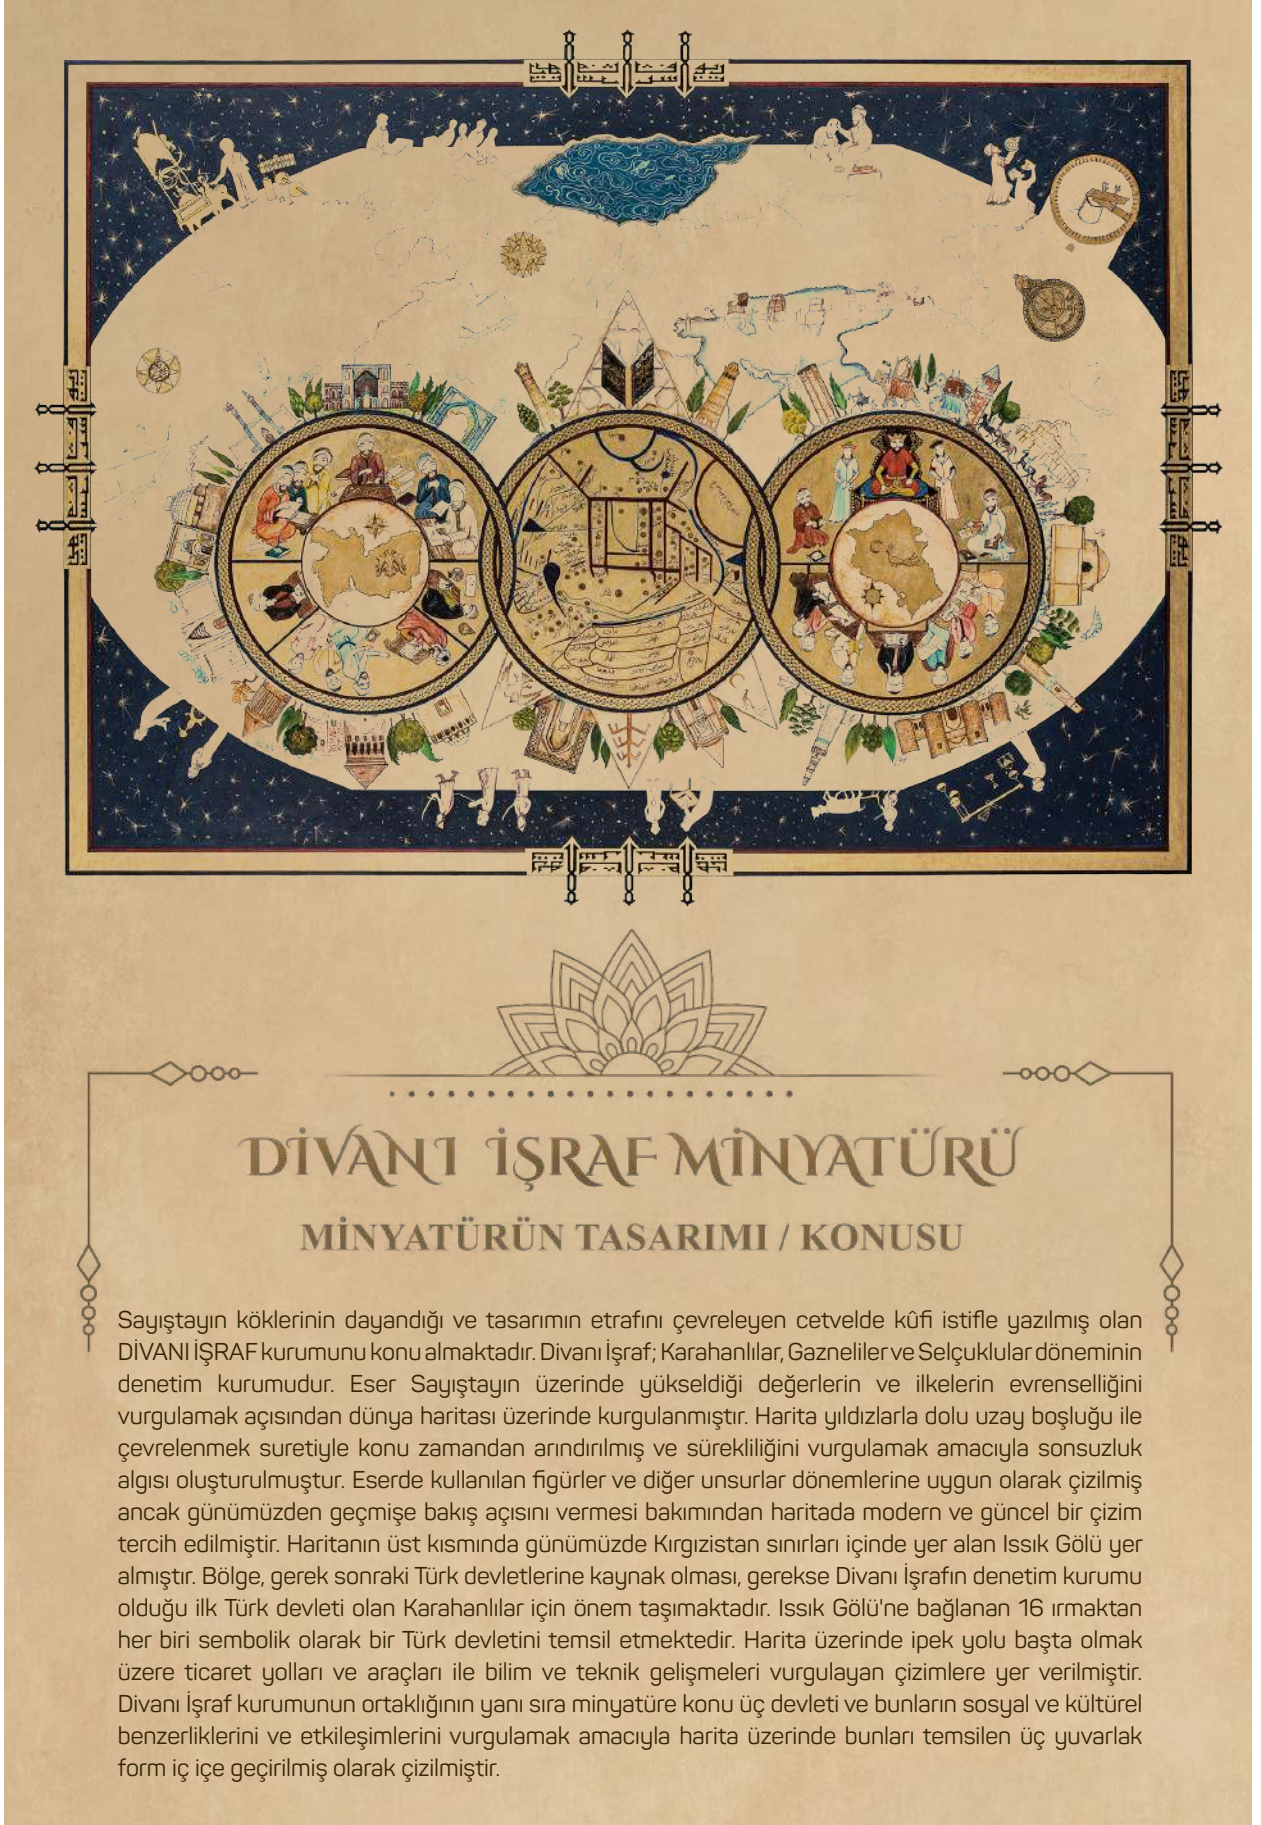 DİVANI İŞRAF MİNYATÜRÜ
MİNYATÜRÜN TASARIMI / KONUSU
Sayıştayın köklerinin dayandığı ve tasarımın etrafını çevreleyen cetvelde kûfi istifle yazılmış olan
DİVANI İŞRAF kurumunu konu almaktadır. Divanı İşraf; Karahanlılar, Gazneliler ve Selçuklular döneminin
denetim kurumudur. Eser Sayıştayın üzerinde yükseldiği değerlerin ve ilkelerin evrenselliğini
vurgulamak açısından dünya haritası üzerinde kurgulanmıştır. Harita yıldızlarla dolu uzay boşluğu ile
çevrelenmek suretiyle konu zamandan arındırılmış ve sürekliliğini vurgulamak amacıyla sonsuzluk
algısı oluşturulmuştur. Eserde kullanılan figürler ve diğer unsurlar dönemlerine uygun olarak çizilmiş
ancak günümüzden geçmişe bakış açısını vermesi bakımından haritada modern ve güncel bir çizim
tercih edilmiştir. Haritanın üst kısmında günümüzde Kırgızistan sınırları içinde yer alan Issık Gölü yer
almıştır. Bölge, gerek sonraki Türk devletlerine kaynak olması, gerekse Divanı İşrafın denetim kurumu
olduğu ilk Türk devleti olan Karahanlılar için önem taşımaktadır. Issık Gölü'ne bağlanan 16 ırmaktan
her biri sembolik olarak bir Türk devletini temsil etmektedir. Harita üzerinde ipek yolu başta olmak
üzere ticaret yolları ve araçları ile bilim ve teknik gelişmeleri vurgulayan çizimlere yer verilmiştir.
Divanı İşraf kurumunun ortaklığının yanı sıra minyatüre konu üç devleti ve bunların sosyal ve kültürel
benzerliklerini ve etkileşimlerini vurgulamak amacıyla harita üzerinde bunları temsilen üç yuvarlak
form iç içe geçirilmiş olarak çizilmiştir.